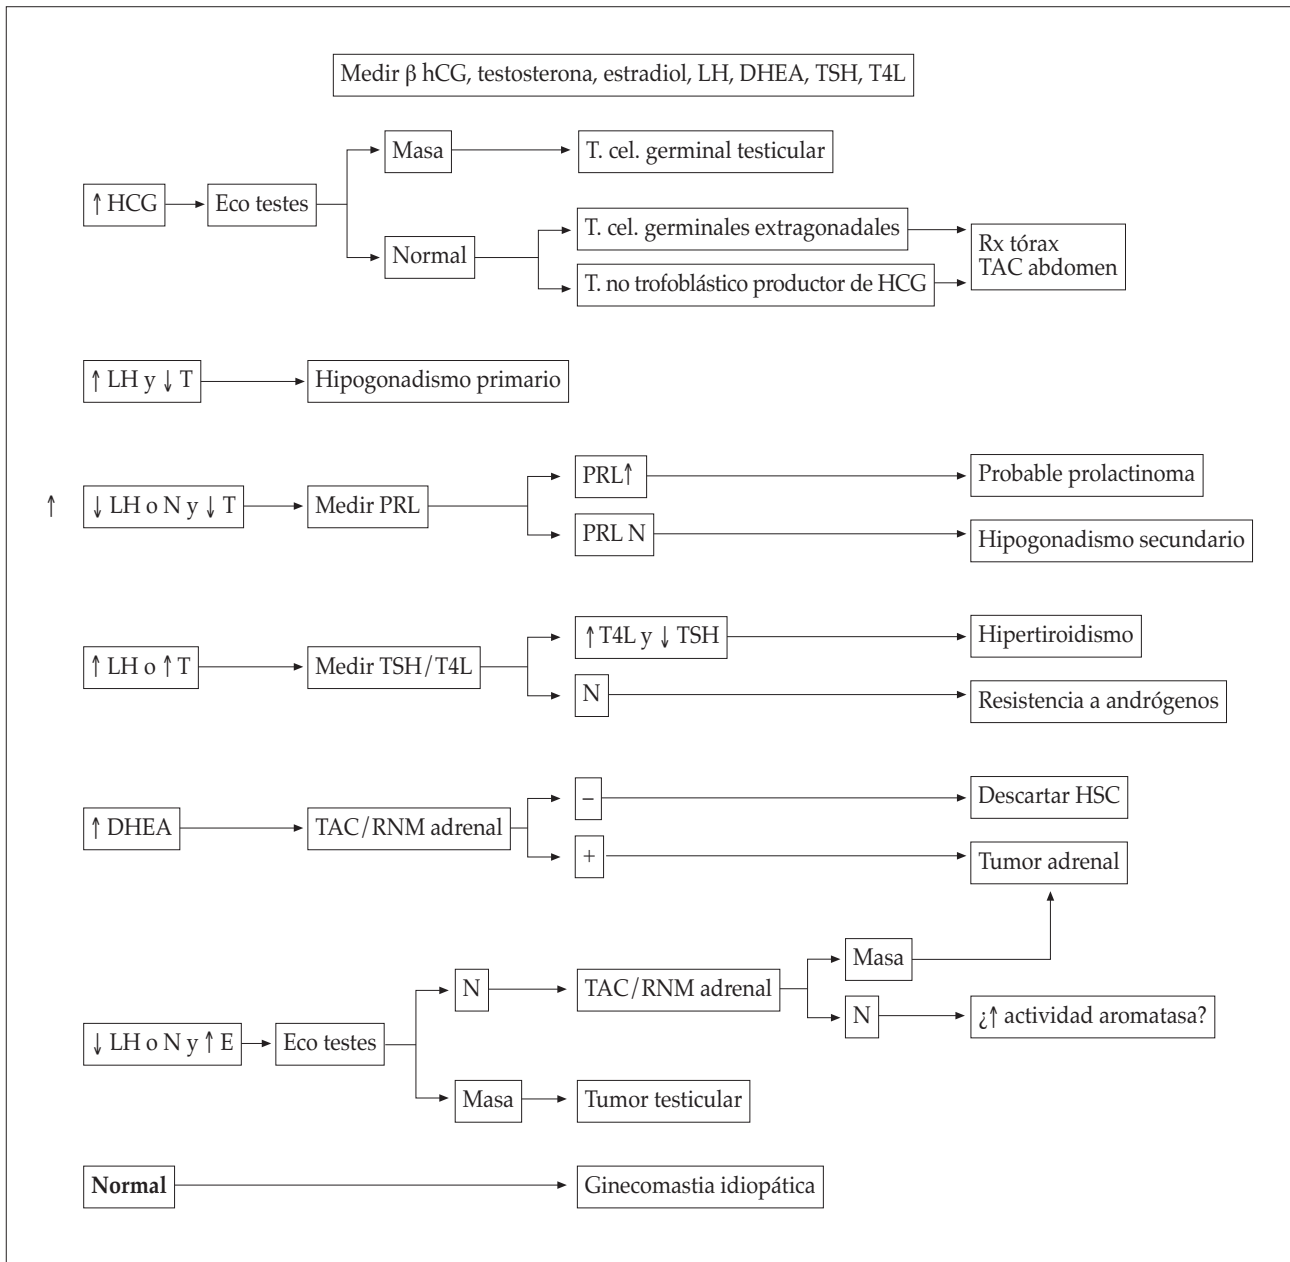 Medir β hCG, testosterona, estradiol, LH, DHEA, TSH, T4L
Masa
T. cel. germinal testicular
↑ HCG
Eco testes
Normal
T. cel. germinales extragonadales
T. no trofoblástico productor de HCG
Rx tórax
TAC abdomen
↑ LH y ↓ T
Hipogonadismo primario
↑
↓ LH o N y ↓ T
Medir PRL
PRL↑
Probable prolactinoma
PRL N
Hipogonadismo secundario
↑ LH o ↑ T
Medir TSH/T4L
↑ T4L y ↓ TSH
Hipertiroidismo
N
Resistencia a andrógenos
↑ DHEA
TAC/RNM adrenal
–
Descartar HSC
+
Tumor adrenal
↓ LH o N y ↑ E
Eco testes
N
TAC/RNM adrenal
Masa
N
¿↑ actividad aromatasa?
Masa
Tumor testicular
Normal
Ginecomastia idiopática